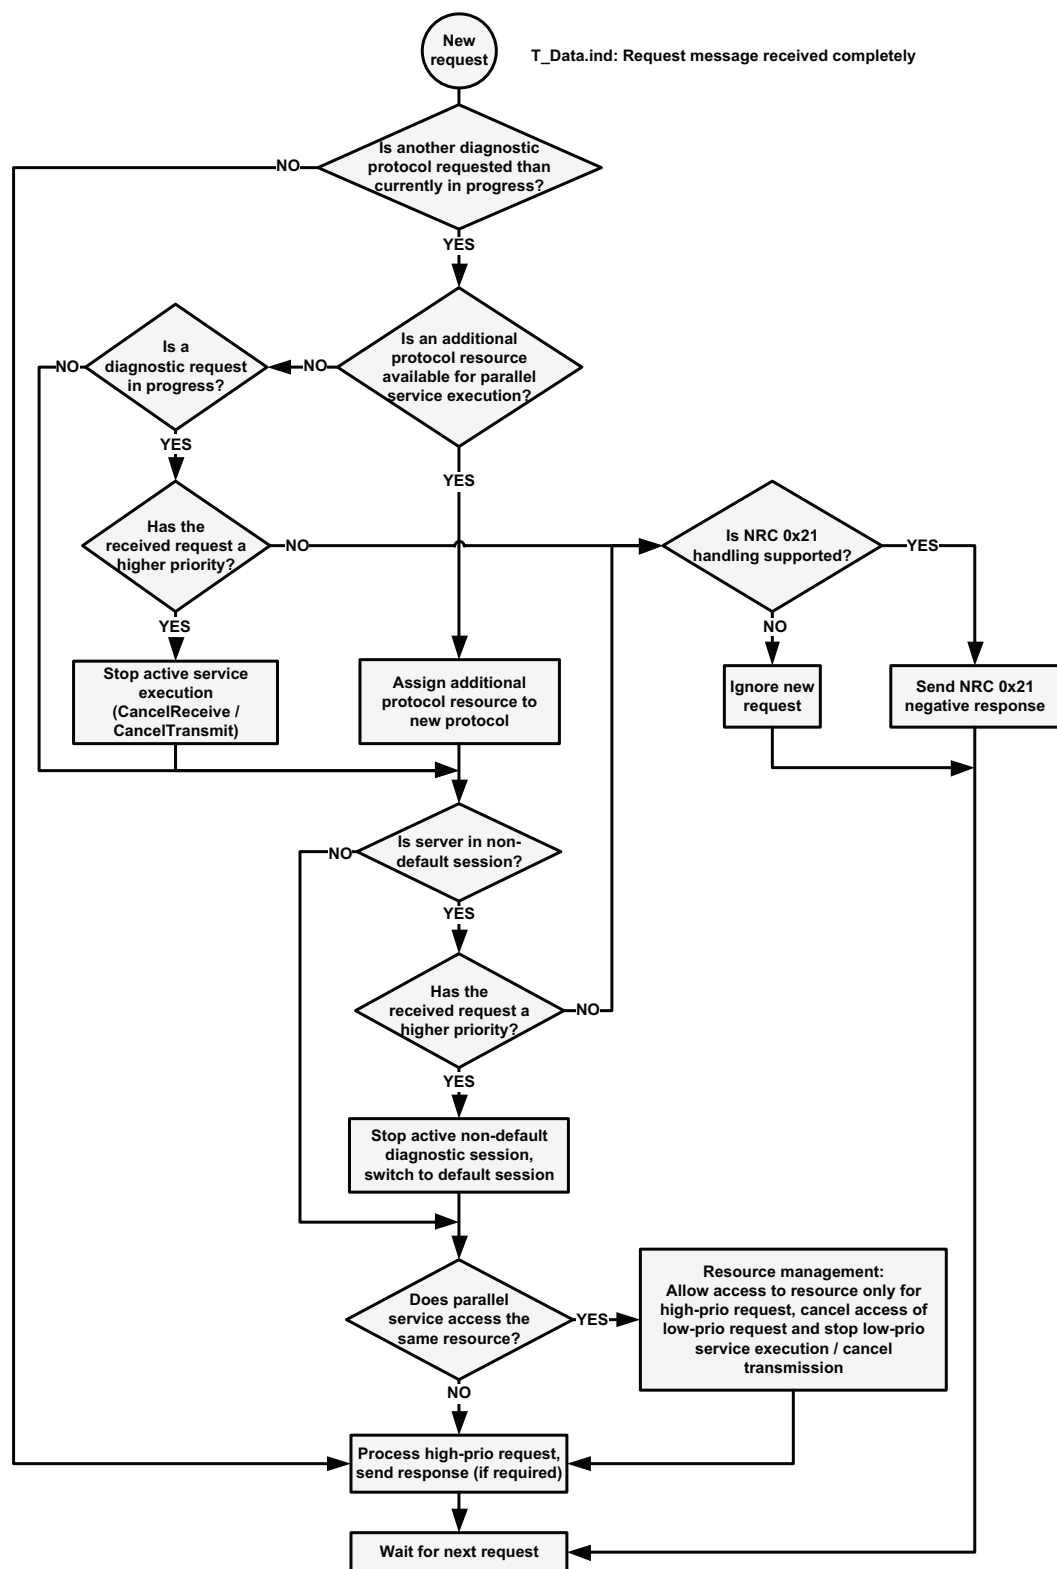 New
request
T_Data.ind: Request message received completely
Is another diagnostic
protocol requested than
currently in progress?
NO
YES
Is an additional
protocol resource
available for parallel
service execution?
NO
Is a
diagnostic request
in progress?
NO
YES
YES
Has the
received request a
higher priority?
NO
Is NRC 0x21
handling supported?
YES
YES
NO
Stop active service
execution
(CancelReceive /
CancelTransmit)
Assign additional
protocol resource to
new protocol
Ignore new
request
Send NRC 0x21
negative response
Is server in non-
default session?
NO
YES
Has the
received request a
higher priority?
NO
YES
Stop active non-default
diagnostic session,
switch to default session
Does parallel
service access the
same resource?
YES
Resource management:
Allow access to resource only for
high-prio request, cancel access of
low-prio request and stop low-prio
service execution / cancel
transmission
NO
Process high-prio request,
send response (if required)
Wait for next request